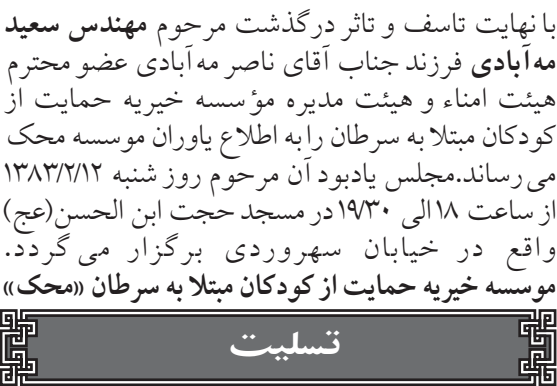 با نهایت تاسف و تاثر درگذشت مرحوم مهندس سعید
مه‌آبادی فرزند جناب آقای ناصر مه‌آبادی عضو محترم
هیئت امناء و هیئت مدیره مؤسسه خیریه حمایت از
کودکان مبتلا به سرطان را به اطلاع یاوران موسسه محک
می‌رساند.مجلس یادبود آن مرحوم روز شنبه ۱۳۸۳/۲/۱۲
از ساعت ۱۸ الی ۱۹/۳۰ در مسجد حجت ابن الحسن(عج)
واقع در خیابان سهروردی برگزار می‌گردد.
موسسه خیریه حمایت از کودکان مبتلا به سرطان «محک»
تسلیت